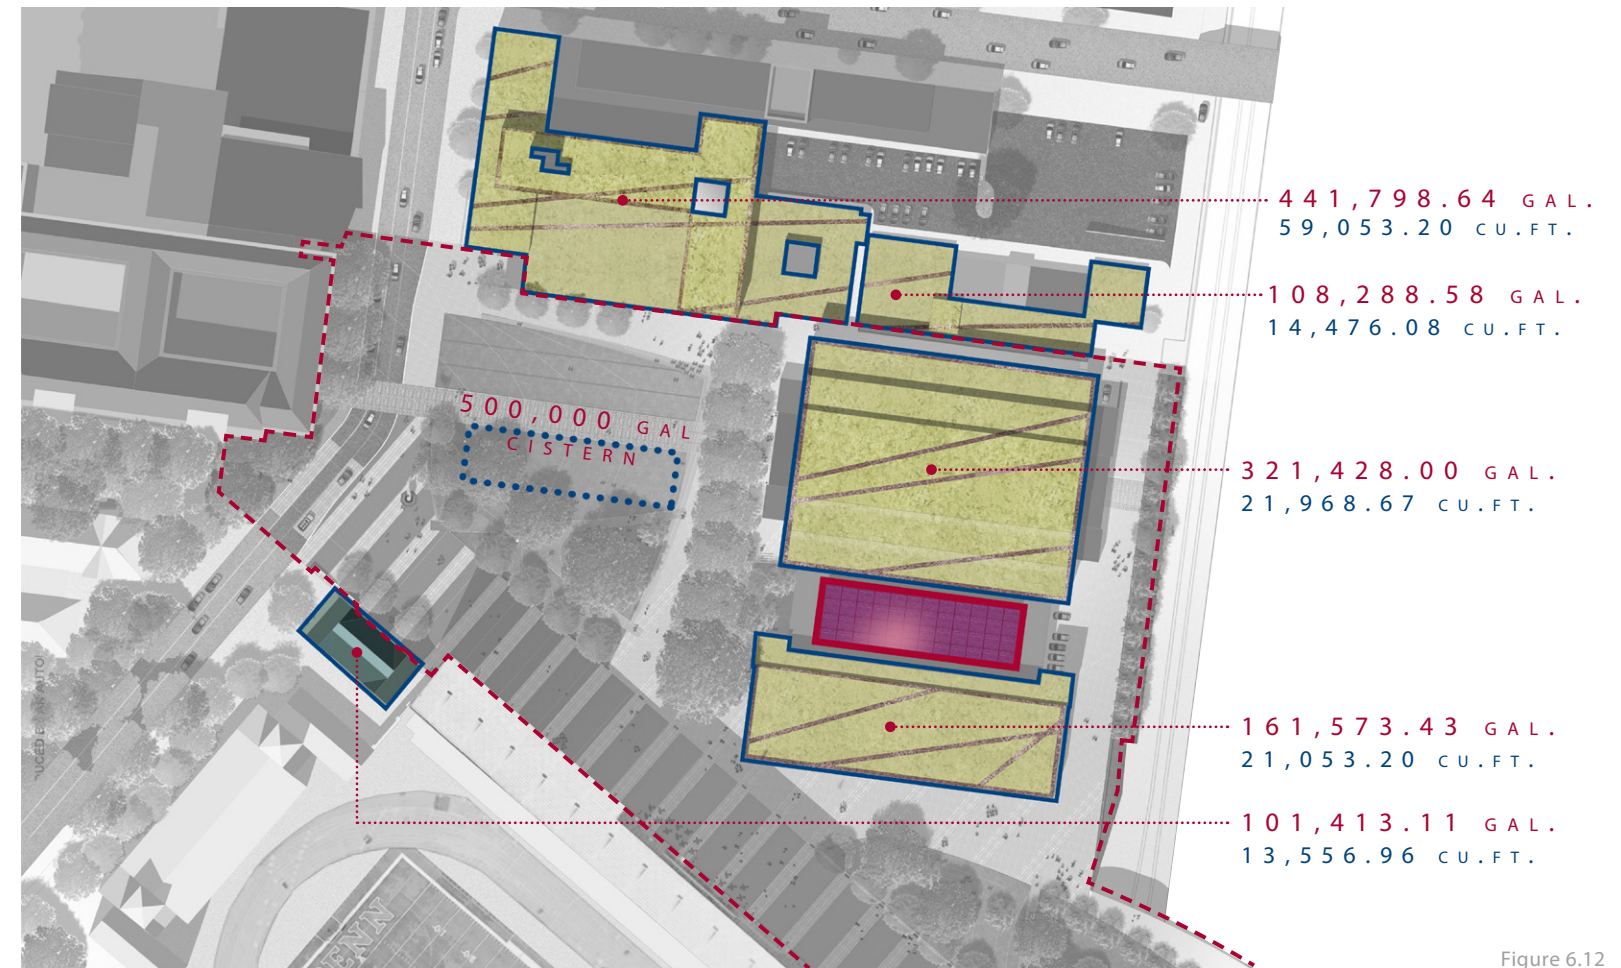 441,798.64 GAL.
59,053.20 CU.FT.
108,288.58 GAL.
14,476.08 CU.FT.
500,000 GAL
CISTERN
321,428.00 GAL.
21,968.67 CU.FT.
161,573.43 GAL.
21,053.20 CU.FT.
101,413.11 GAL.
13,556.96 CU.FT.
ENN
Figure 6.12